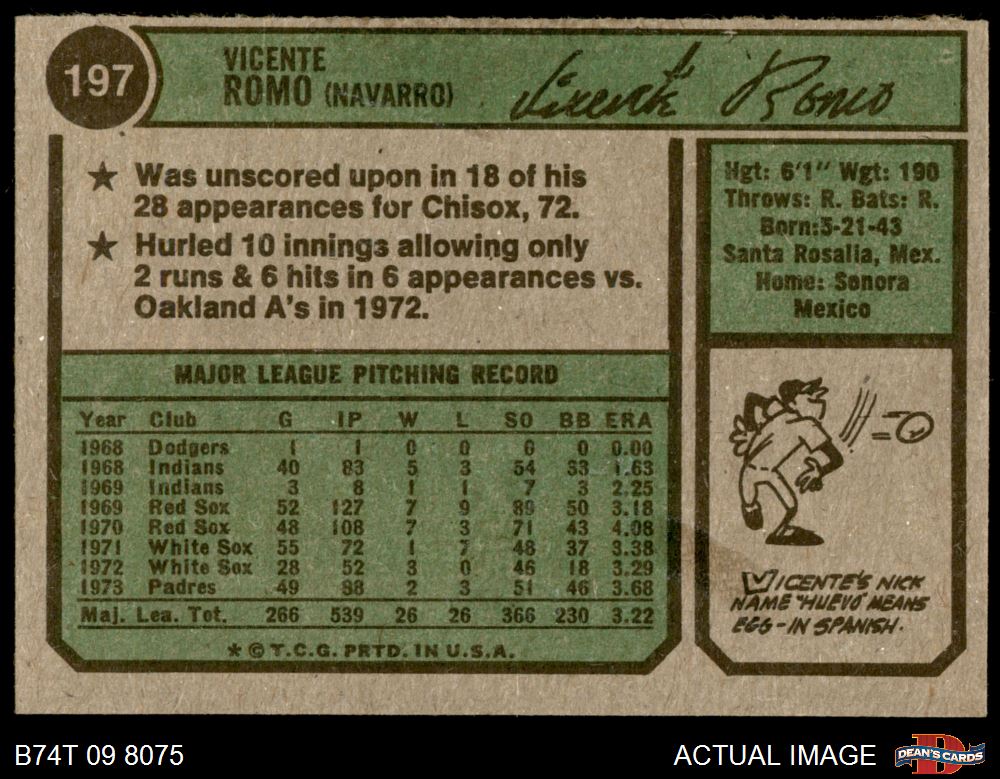 197
VICENTE
ROMO (NAVARRO)
Vicente Romo
★ Was unscored upon in 18 of his
28 appearances for Chisox, 72.
★ Hurled 10 innings allowing only
2 runs & 6 hits in 6 appearances vs.
Oakland A's in 1972.
Hgt: 6'1" Wgt: 190
Throws: R. Bats: R.
Born: 5-21-43
Santa Rosalia, Mex.
Home: Sonora
Mexico
MAJOR LEAGUE PITCHING RECORD
Year Club G IP W L SO BB ERA
1968 Dodgers 1 1 0 0 0 0 0.00
1968 Indians 40 83 5 3 54 33 1.63
1969 Indians 3 8 1 1 7 3 2.25
1969 Red Sox 52 127 7 9 89 50 3.18
1970 Red Sox 48 108 7 3 71 43 4.08
1971 White Sox 55 72 1 7 48 37 3.38
1972 White Sox 28 52 3 0 46 18 3.29
1973 Padres 49 88 2 3 51 46 3.68
Maj. Lea. Tot. 266 539 26 26 366 230 3.22
* © T.C.G. PRTD. IN U.S.A.
VICENTE'S NICK
NAME "HUEVO" MEANS
EGG - IN SPANISH.
B74T 09 8075
ACTUAL IMAGE
DEAN'S CARDS